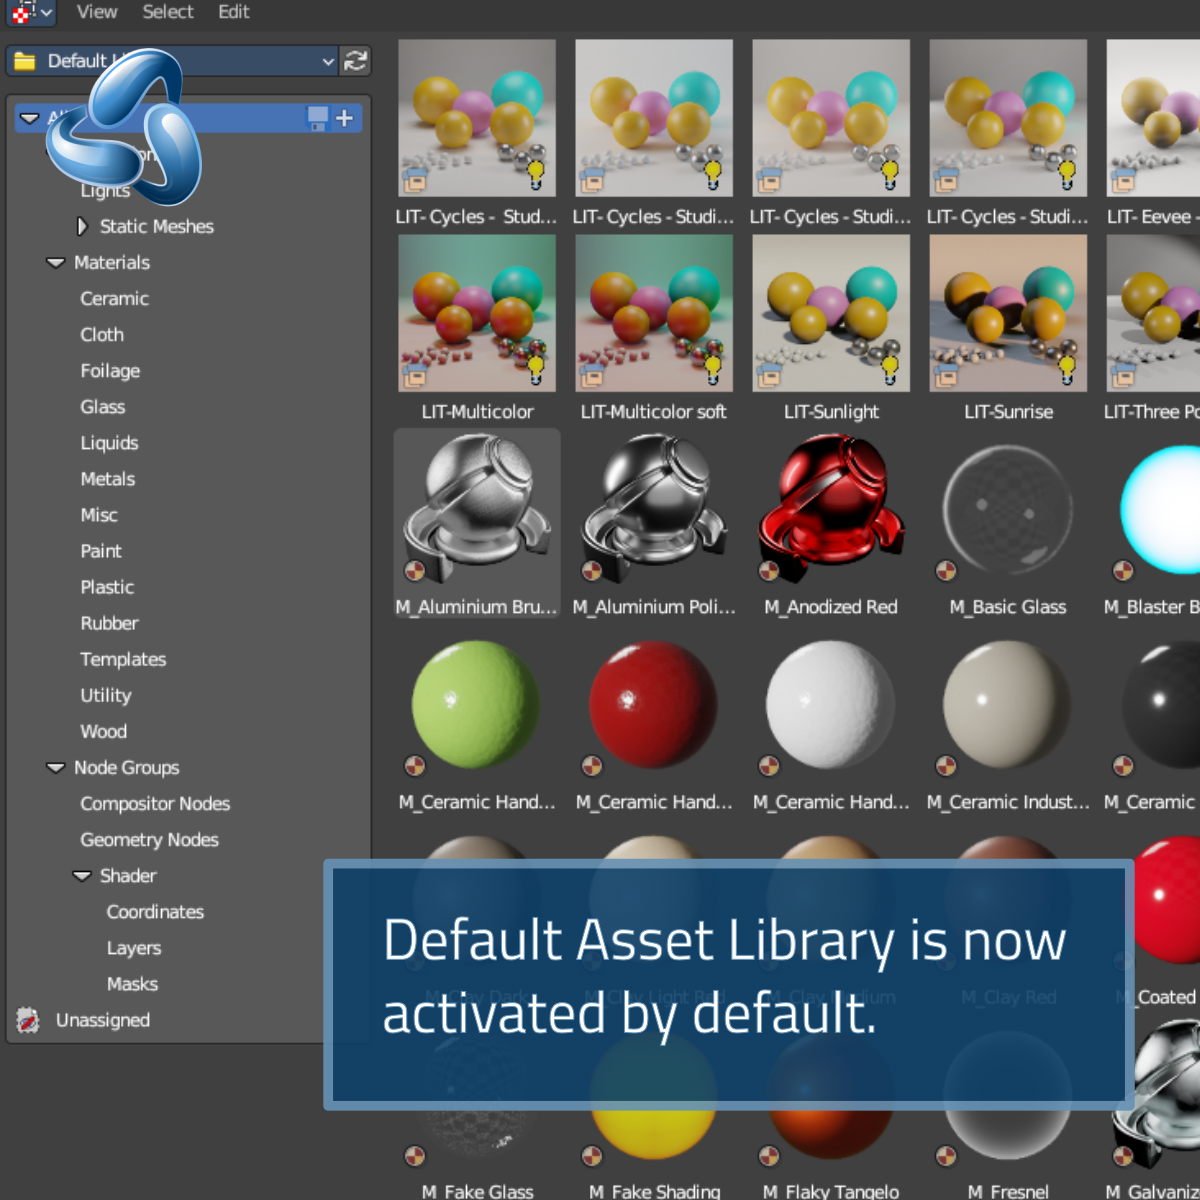 View Select Edit
Default
Lights
Static Meshes
Materials
Ceramic
Cloth
Foilage
Glass
Liquids
Metals
Misc
Paint
Plastic
Rubber
Templates
Utility
Wood
Node Groups
Compositor Nodes
Geometry Nodes
Shader
Coordinates
Layers
Masks
Unassigned
LIT- Cycles - Stud... LIT- Cycles - Studi... LIT- Cycles - Studi... LIT- Cycles - Studi... LIT- Eevee -
LIT-Multicolor LIT-Multicolor soft LIT-Sunlight LIT-Sunrise LIT-Three Po
M_Aluminium Bru... M_Aluminium Poli... M_Anodized Red M_Basic Glass M_Blaster B
M_Ceramic Hand... M_Ceramic Hand... M_Ceramic Hand... M_Ceramic Indust... M_Ceramic
M_Clay Red M_Coated
Default Asset Library is now
activated by default.
M_Fake Glass M_Fake Shading M_Flaky Tangelo M_Fresnel M_Galvaniz